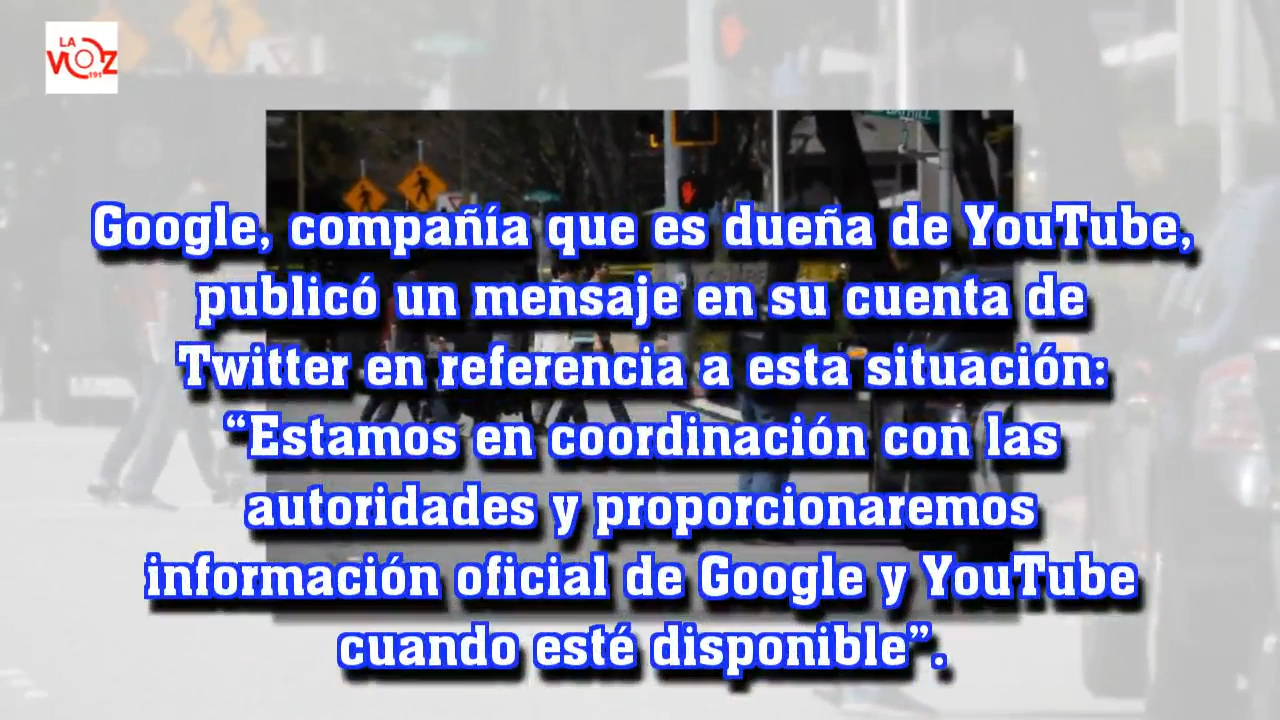 LA
VOZ
Google, compañía que es dueña de YouTube,
publicó un mensaje en su cuenta de
Twitter en referencia a esta situación:
“Estamos en coordinación con las
autoridades y proporcionaremos
información oficial de Google y YouTube
cuando esté disponible”.